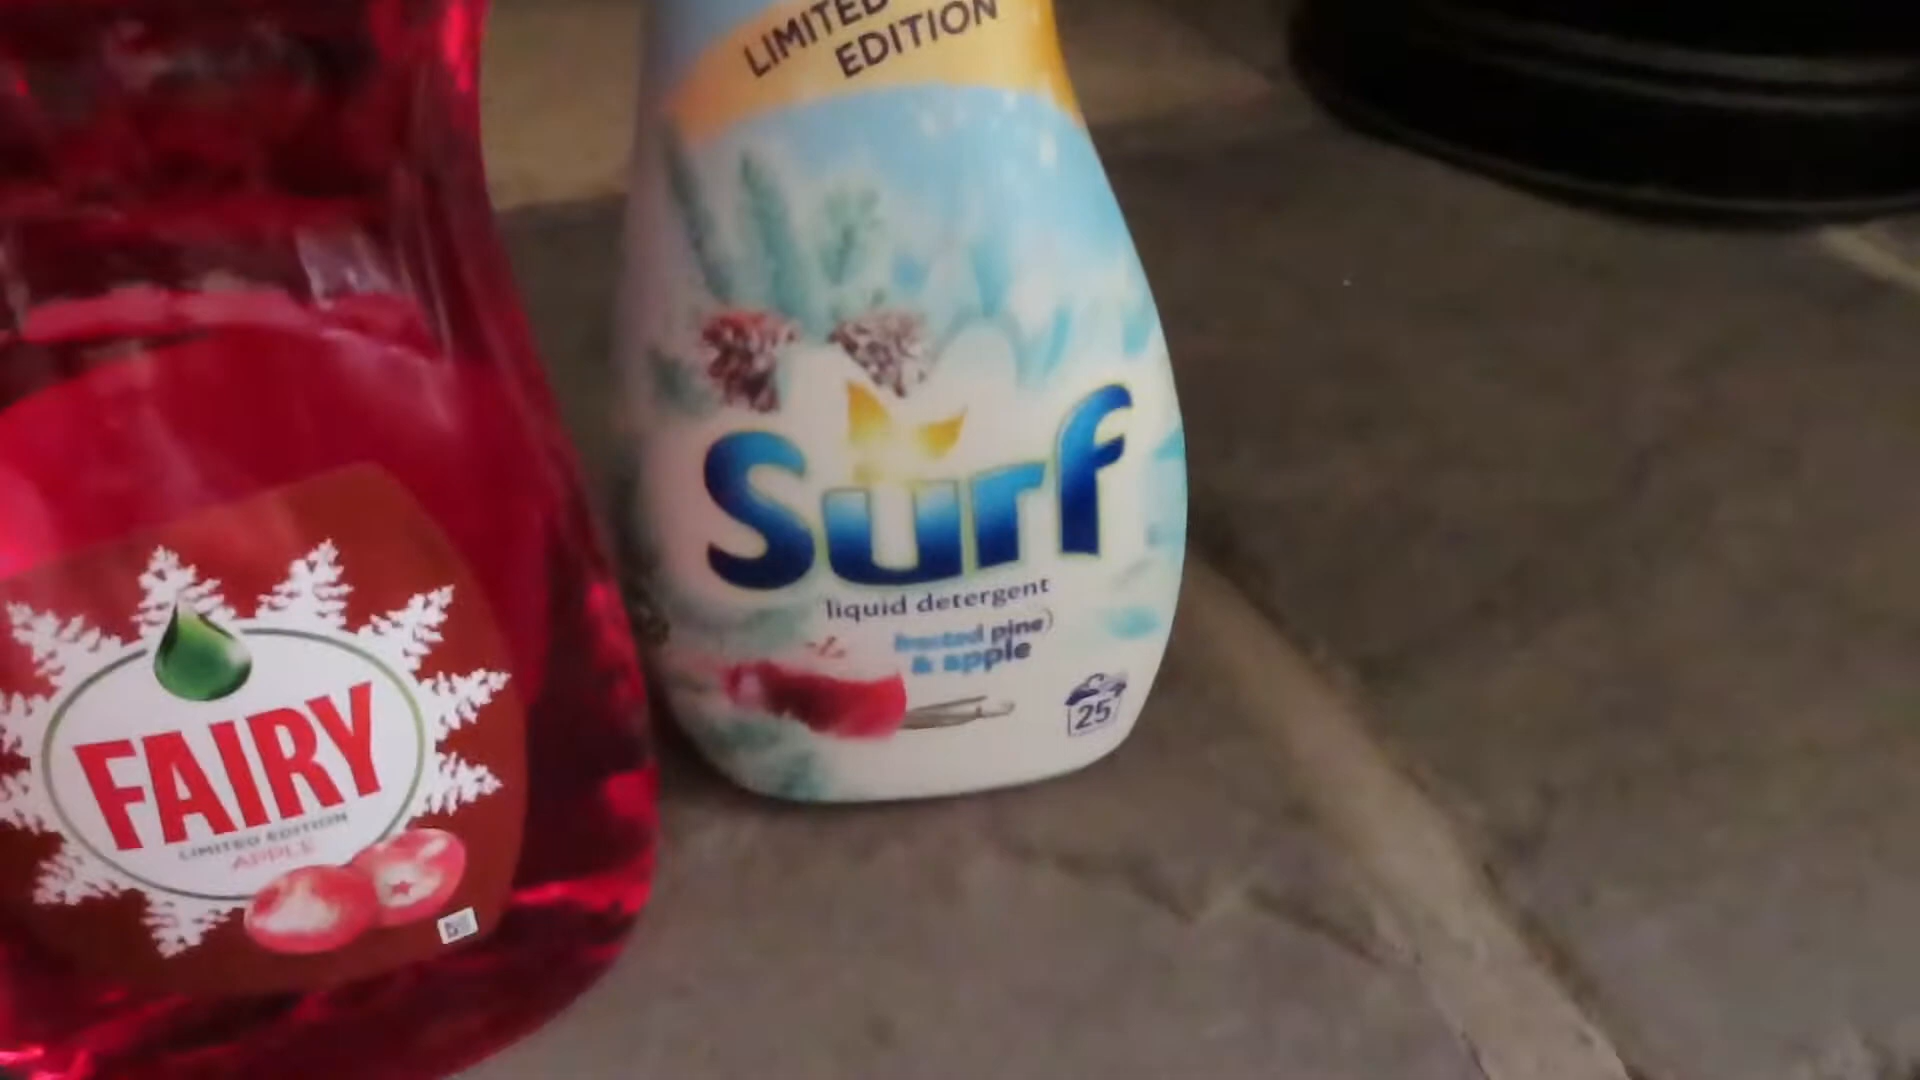 LIMITED
EDITION
Surf
liquid detergent
frosted pine
& apple
25
FAIRY
LIMITED EDITION
APPLE